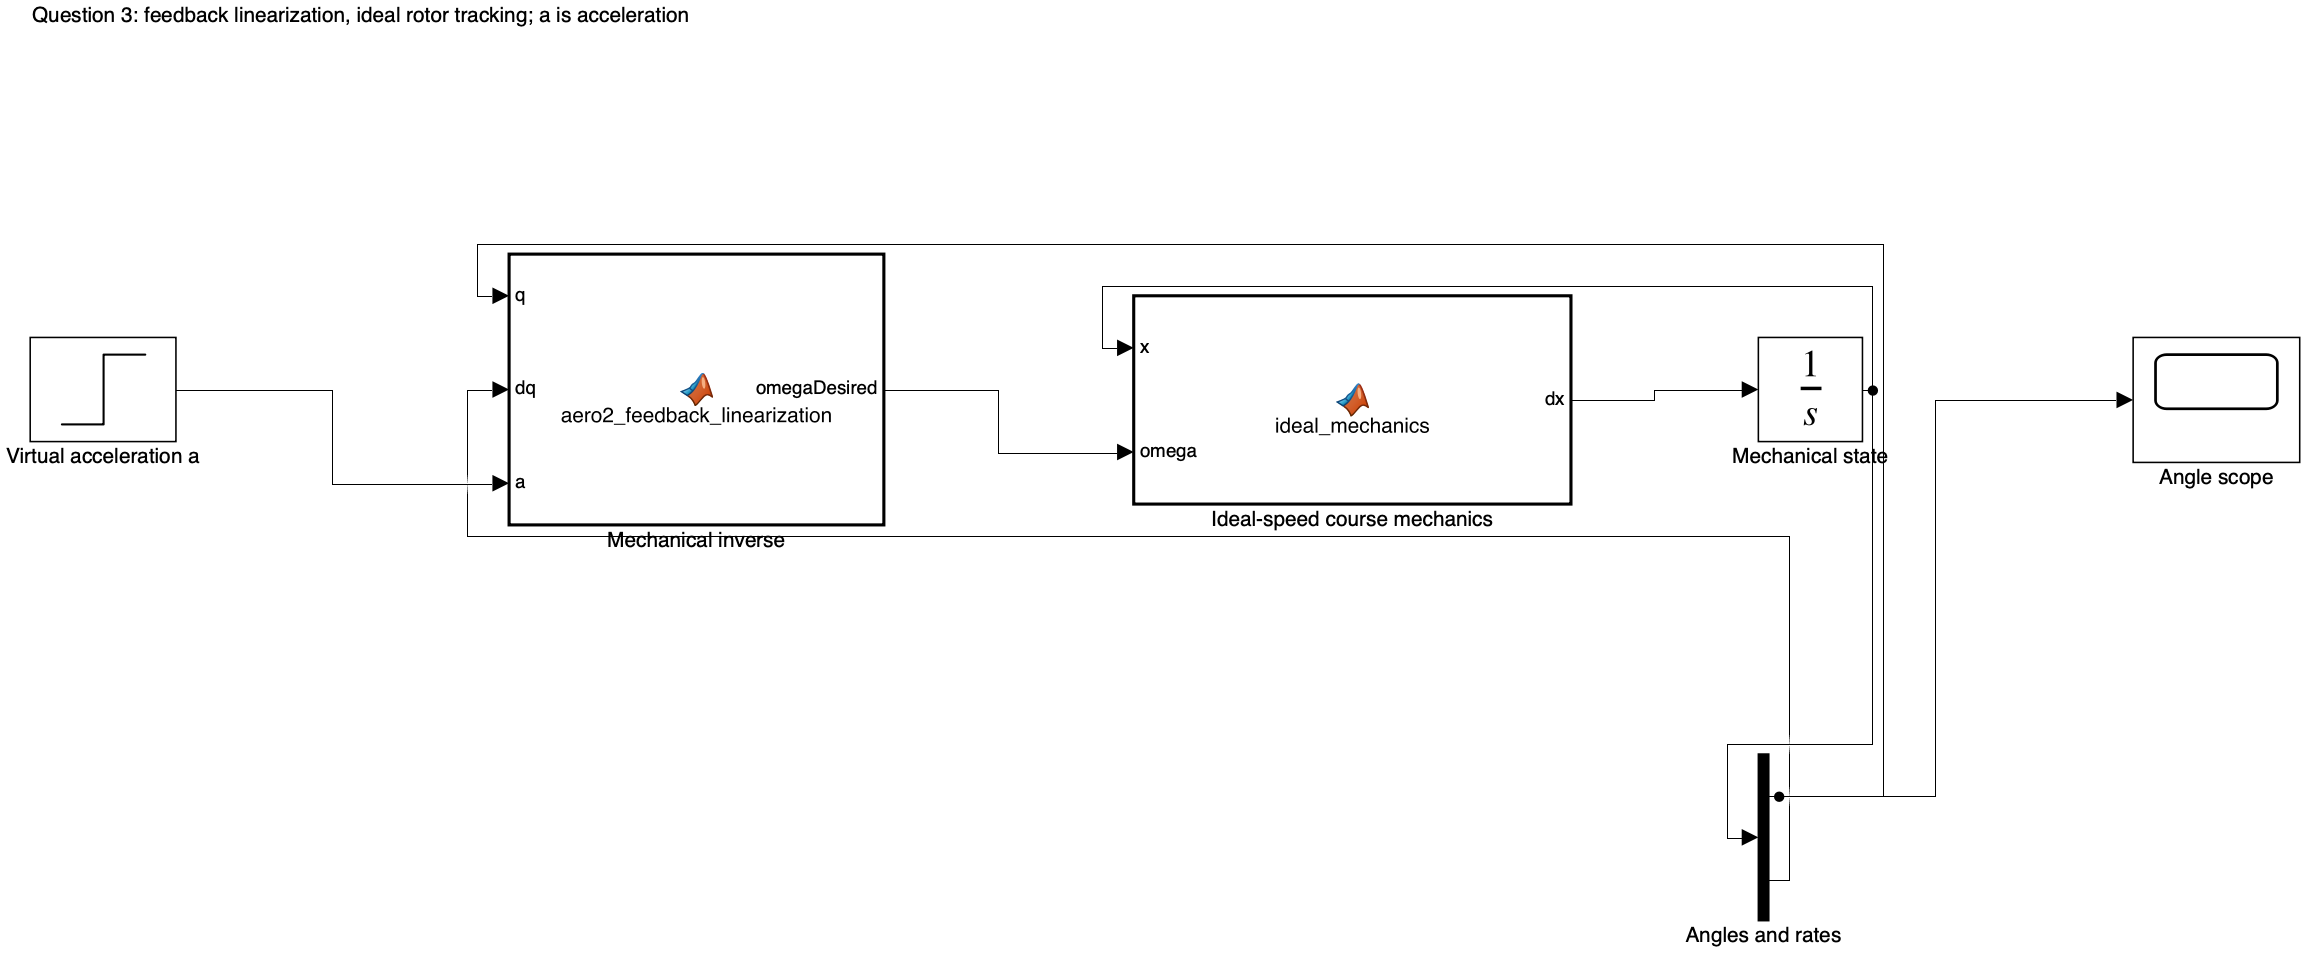 Question 3: feedback linearization, ideal rotor tracking; a is acceleration
Virtual acceleration a
q
dq
a
omegaDesired
aero2_feedback_linearization
Mechanical inverse
x
omega
dx
ideal_mechanics
Ideal-speed course mechanics
1
s
Mechanical state
Angle scope
Angles and rates